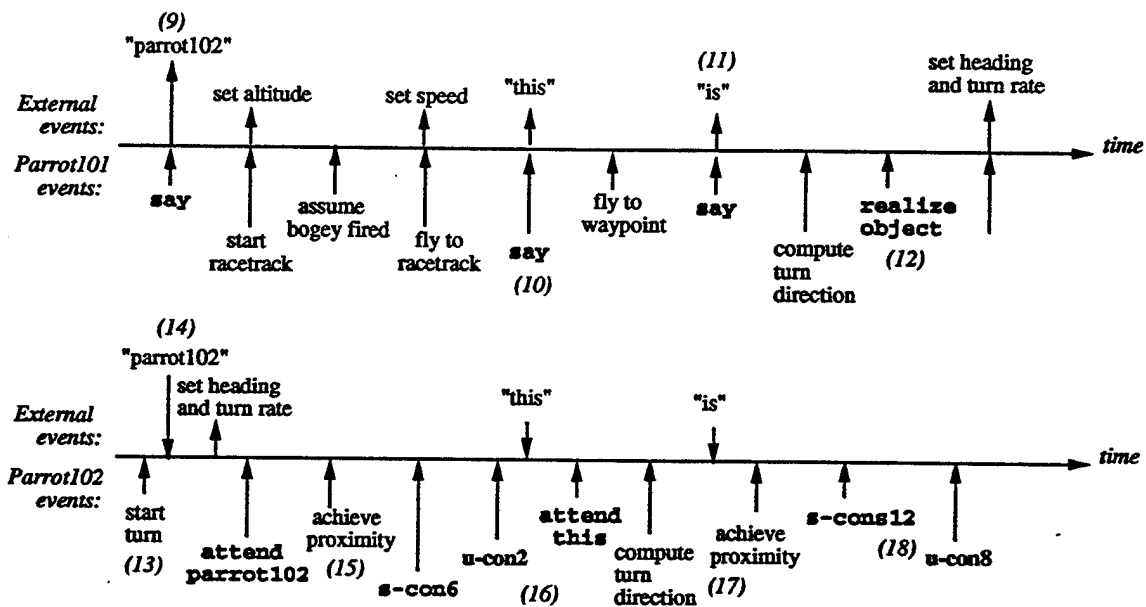 (9)
"parrot102"
(11)
External
events:
set altitude
set speed
"this"
"is"
set heading
and turn rate
time
Parrot101
events:
say
start
racetrack
assume
bogey fired
fly to
racetrack
say
(10)
fly to
waypoint
say
compute
turn
direction
realize
object
(12)
(14)
"parrot102"
External
events:
set heading
and turn rate
"this"
"is"
time
Parrot102
events:
start
turn
(13)
attend
parrot102
achieve
proximity
(15)
s-con6
u-con2
(16)
attend
this
compute
turn
direction
achieve
proximity
(17)
s-cons12
(18)
u-con8